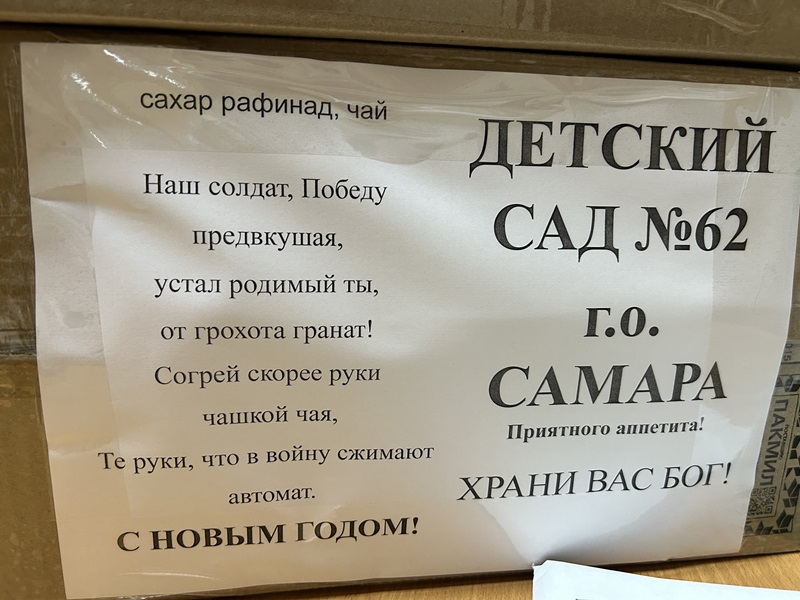 сахар рафинад, чай
Наш солдат, Победу
предвкушая,
устал родимый ты,
от грохота гранат!
Согрей скорее руки
чашкой чая,
Те руки, что в войну сжимают
автомат.
С НОВЫМ ГОДОМ!
ДЕТСКИЙ
САД №62
г.о.
САМАРА
Приятного аппетита!
ХРАНИ ВАС БОГ!
ПАКМИЛ